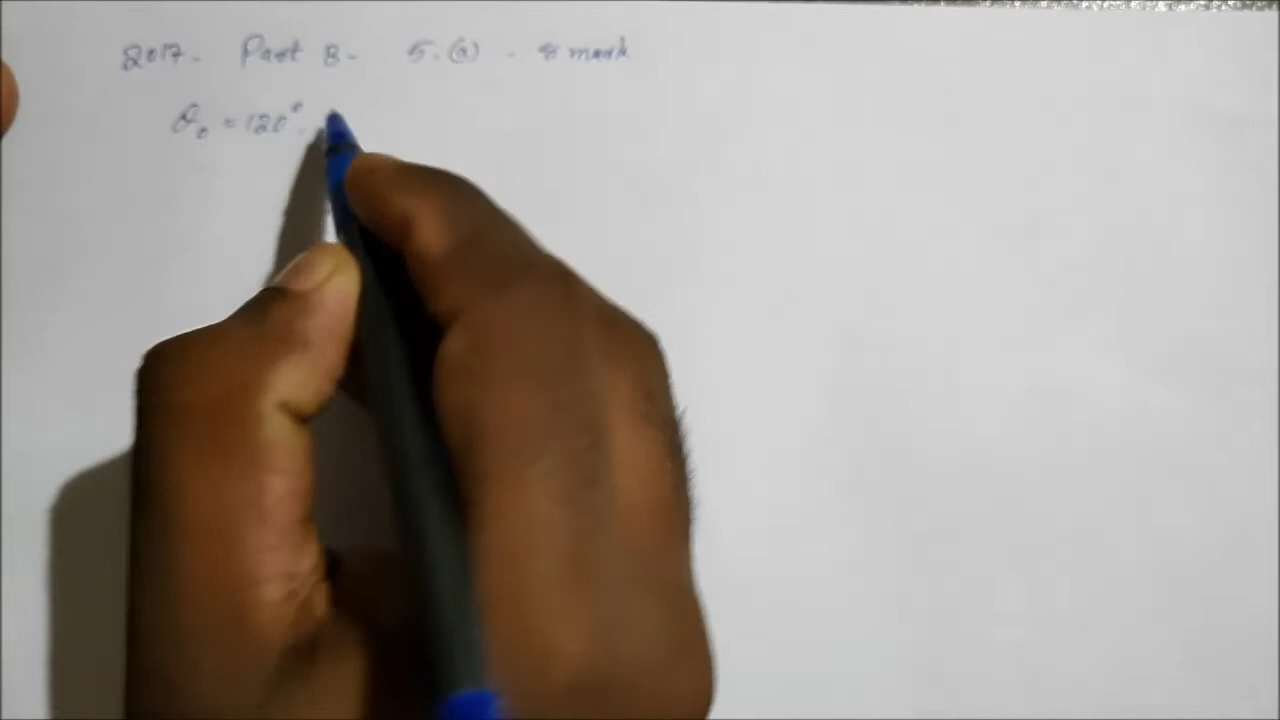 2017 - Part B - 5. (a) - 8 mark
θ₀ = 120°.